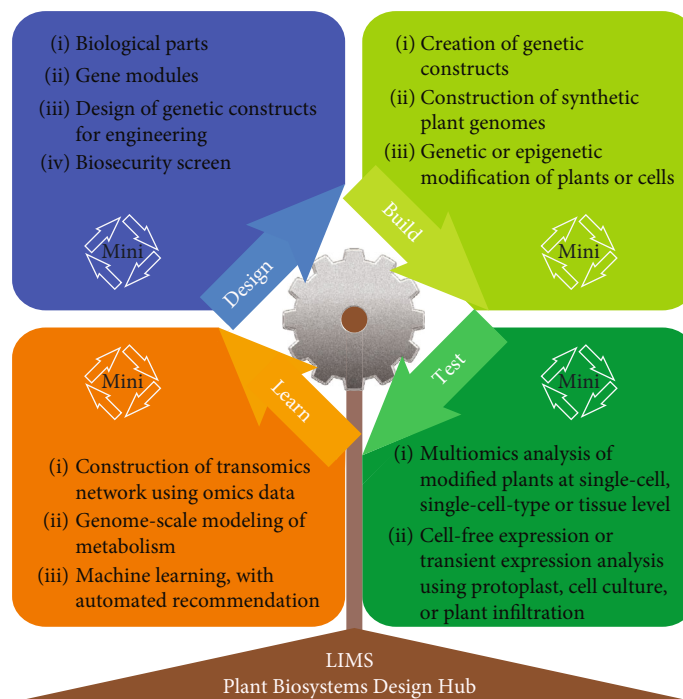 (i) Biological parts
(ii) Gene modules
(iii) Design of genetic constructs
for engineering
(iv) Biosecurity screen
Mini
Design
(i) Creation of genetic
constructs
(ii) Construction of synthetic
plant genomes
(iii) Genetic or epigenetic
modification of plants or cells
Mini
Build
Mini
Learn
(i) Construction of transomics
network using omics data
(ii) Genome-scale modeling of
metabolism
(iii) Machine learning, with
automated recommendation
Mini
Test
(i) Multiomics analysis of
modified plants at single-cell,
single-cell-type or tissue level
(ii) Cell-free expression or
transient expression analysis
using protoplast, cell culture,
or plant infiltration
LIMS
Plant Biosystems Design Hub